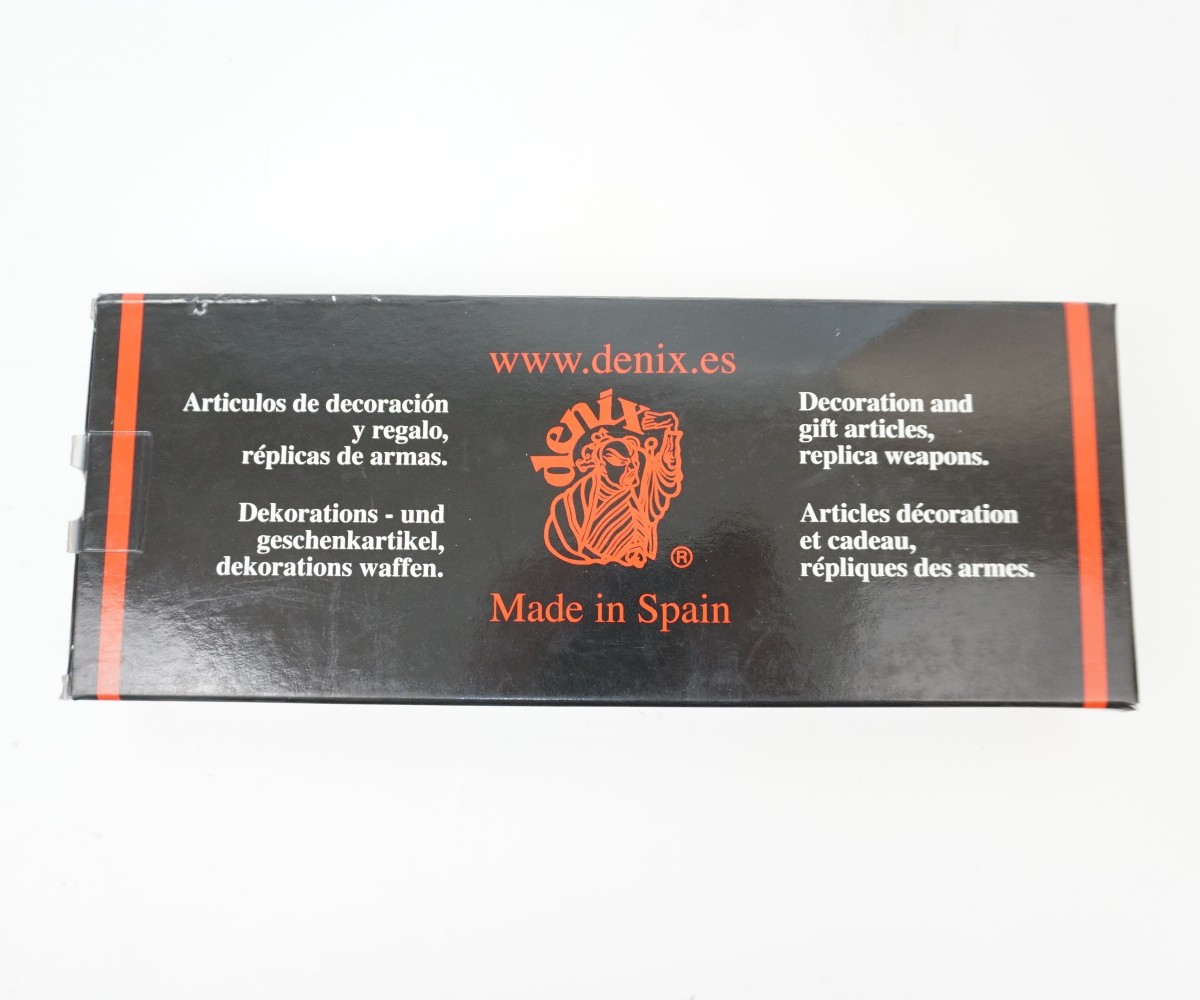 www.denix.es
Articulos de decoración
y regalo,
réplicas de armas.
Dekorations - und
geschenkartikel,
dekorations waffen.
denix
®
Made in Spain
Decoration and
gift articles,
replica weapons.
Articles décoration
et cadeau,
répliques des armes.